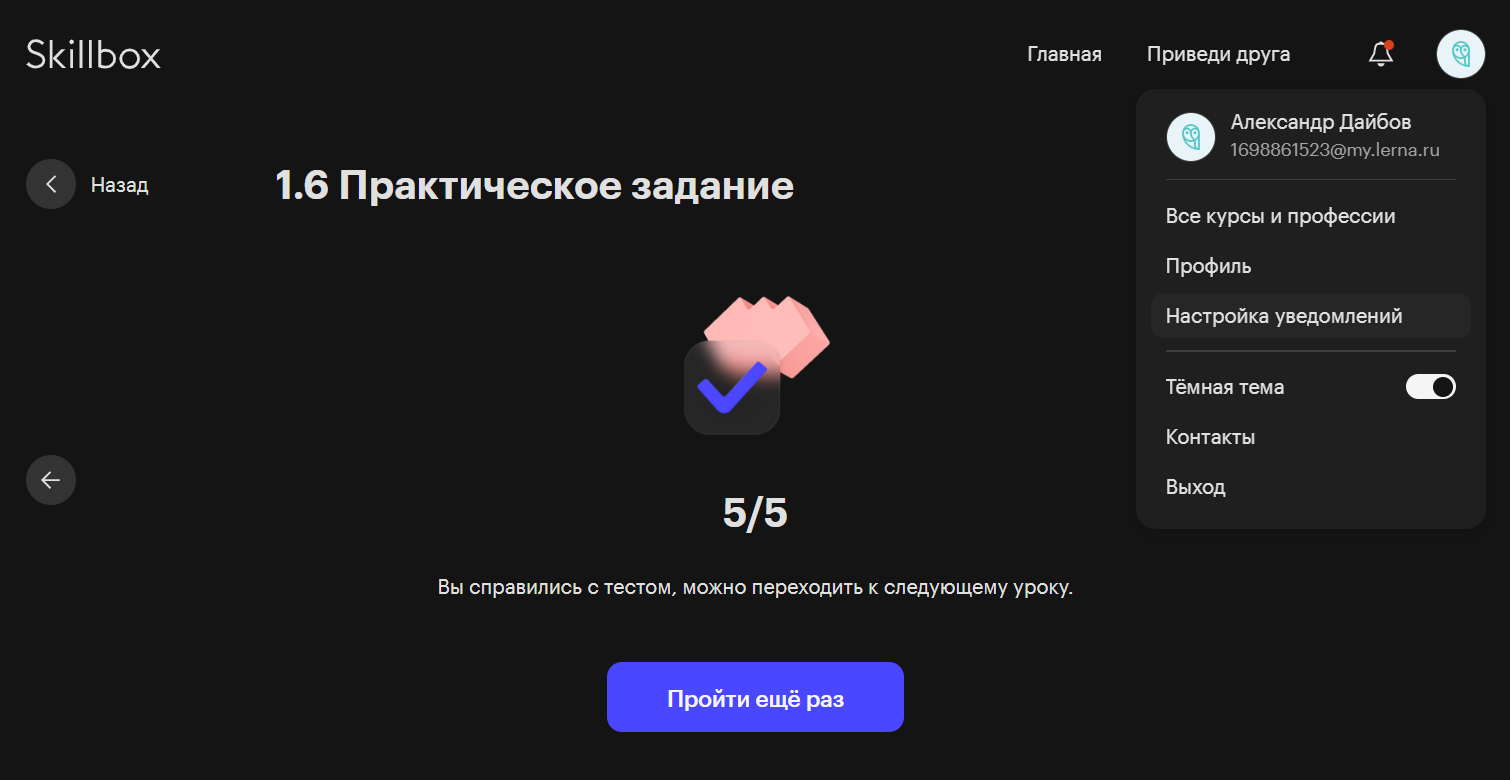 Skillbox
Главная
Приведи друга
Александр Дайбов
1698861523@my.lerna.ru
Назад
1.6 Практическое задание
Все курсы и профессии
Профиль
Настройка уведомлений
Тёмная тема
Контакты
Выход
5/5
Вы справились с тестом, можно переходить к следующему уроку.
Пройти ещё раз